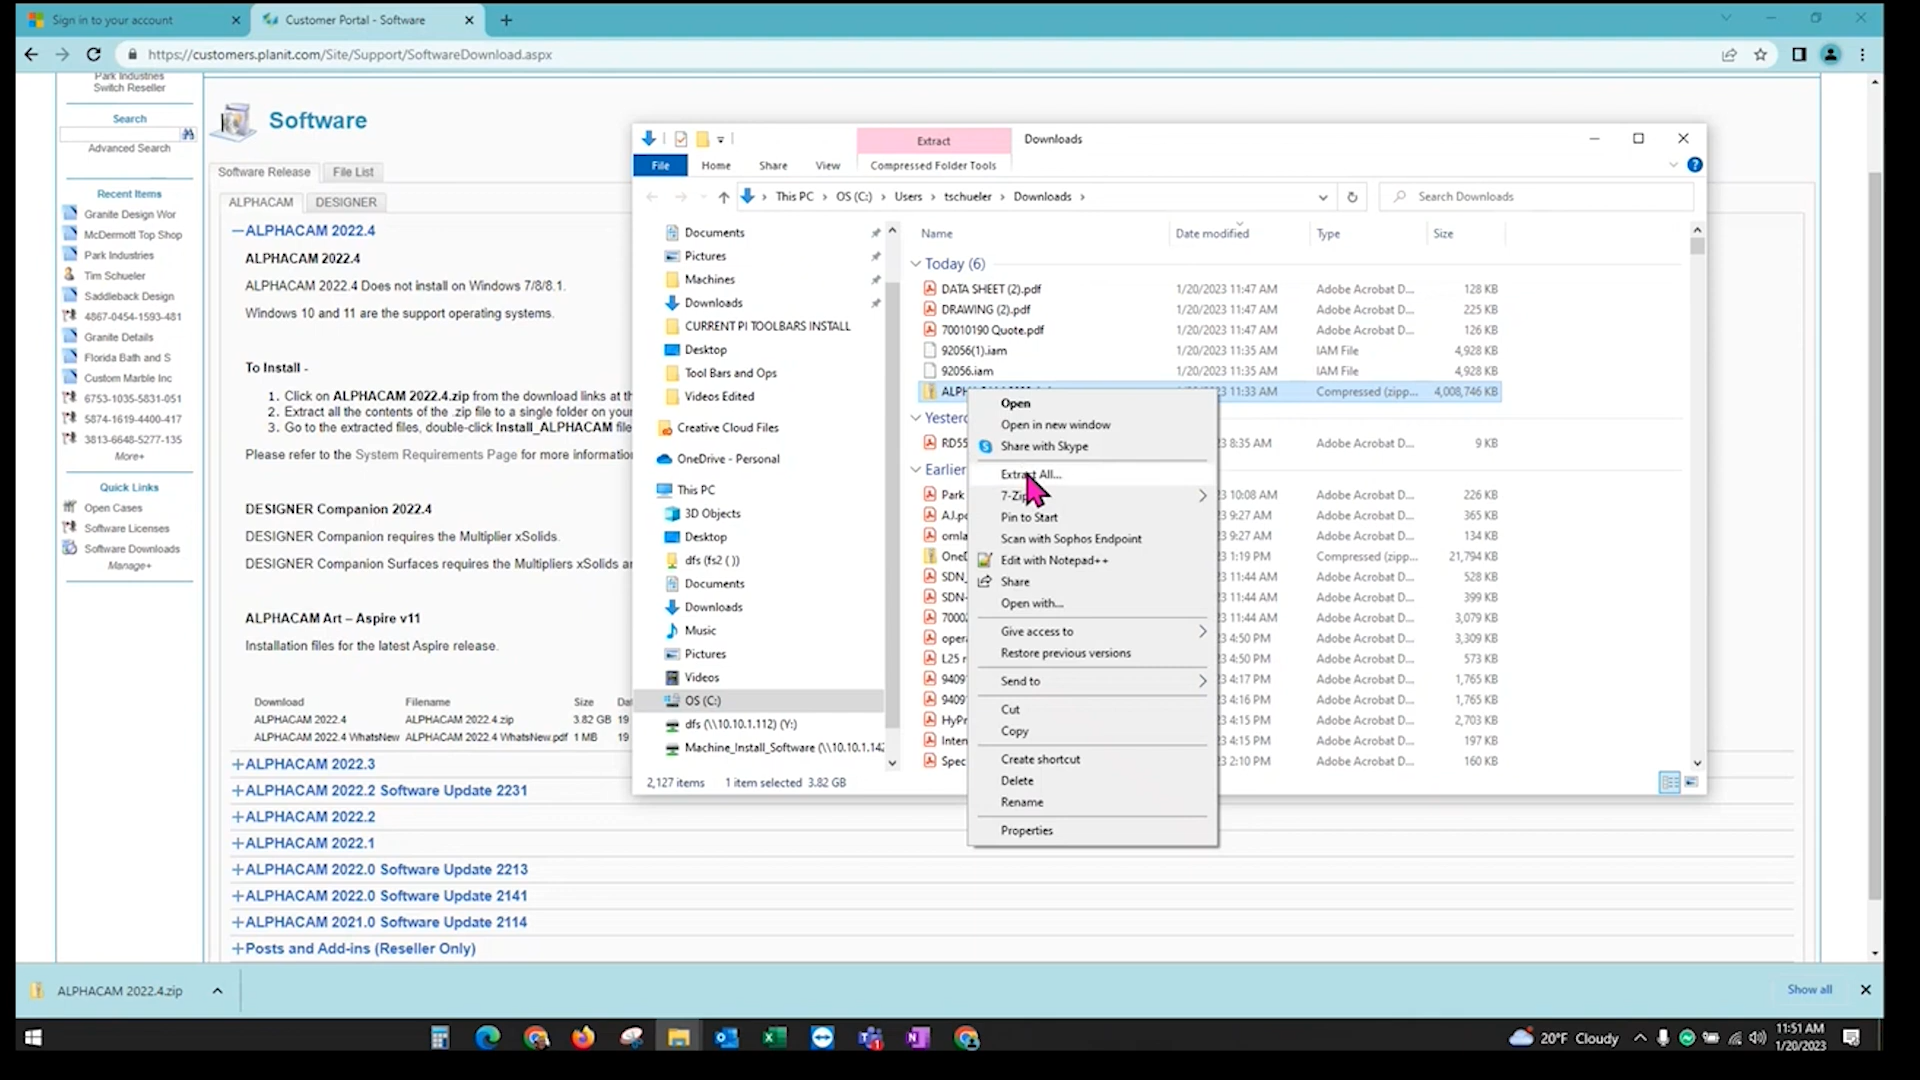 Sign in to your account
Customer Portal - Software
https://customers.planit.com/Site/Support/SoftwareDownload.aspx
Park Industries
Switch Reseller
Search
Advanced Search
Recent Items
Granite Design Wor
McDermott Top Shop
Park Industries
Tim Schueler
Saddleback Design
4867-0454-1593-481
Granite Details
Florida Bath and S
Custom Marble Inc
6753-1035-5831-051
5874-1619-4400-417
3813-6648-5277-135
More+
Quick Links
Open Cases
Software Licenses
Software Downloads
Manage+
Software
Software Release
File List
ALPHACAM
DESIGNER
ALPHACAM 2022.4
ALPHACAM 2022.4
ALPHACAM 2022.4 Does not install on Windows 7/8/8.1.
Windows 10 and 11 are the support operating systems.
To Install -
1. Click on ALPHACAM 2022.4.zip from the download links at the
2. Extract all the contents of the .zip file to a single folder on your
3. Go to the extracted files, double-click Install_ALPHACAM file
Please refer to the System Requirements Page for more information
DESIGNER Companion 2022.4
DESIGNER Companion requires the Multiplier xSolids.
DESIGNER Companion Surfaces requires the Multipliers xSolids an
ALPHACAM Art – Aspire v11
Installation files for the latest Aspire release.
Download Filename Size Dat
ALPHACAM 2022.4 ALPHACAM 2022.4.zip 3.82 GB 19
ALPHACAM 2022.4 WhatsNew ALPHACAM 2022.4 WhatsNew.pdf 1 MB 19
+ALPHACAM 2022.3
+ALPHACAM 2022.2 Software Update 2231
+ALPHACAM 2022.2
+ALPHACAM 2022.1
+ALPHACAM 2022.0 Software Update 2213
+ALPHACAM 2022.0 Software Update 2141
+ALPHACAM 2021.0 Software Update 2114
+Posts and Add-ins (Reseller Only)
Extract
Downloads
File
Home
Share
View
Compressed Folder Tools
This PC > OS (C:) > Users > tschueler > Downloads >
Search Downloads
Documents
Pictures
Machines
Downloads
CURRENT PI TOOLBARS INSTALL
Desktop
Tool Bars and Ops
Videos Edited
Creative Cloud Files
OneDrive - Personal
This PC
3D Objects
Desktop
dfs (fs2 ( ))
Documents
Downloads
Music
Pictures
Videos
OS (C:)
dfs (\\10.10.1.112) (Y:)
Machine_Install_Software (\\10.10.1.142
Name Date modified Type Size
Today (6)
DATA SHEET (2).pdf 1/20/2023 11:47 AM Adobe Acrobat D... 128 KB
DRAWING (2).pdf 1/20/2023 11:47 AM Adobe Acrobat D... 225 KB
70010190 Quote.pdf 1/20/2023 11:47 AM Adobe Acrobat D... 126 KB
92056(1).iam 1/20/2023 11:35 AM IAM File 4,928 KB
92056.iam 1/20/2023 11:35 AM IAM File 4,928 KB
ALPH 11:33 AM Compressed (zipp... 4,008,746 KB
Yesterd
RD55 23 8:35 AM Adobe Acrobat D... 9 KB
Earlier
Park 23 10:08 AM Adobe Acrobat D... 226 KB
AJ.pd 23 9:27 AM Adobe Acrobat D... 365 KB
omla 23 9:27 AM Adobe Acrobat D... 134 KB
OneD 23 1:19 PM Compressed (zipp... 21,794 KB
SDN_ 23 11:44 AM Adobe Acrobat D... 528 KB
SDN- 23 11:44 AM Adobe Acrobat D... 399 KB
7000 23 11:44 AM Adobe Acrobat D... 3,079 KB
opera 23 4:50 PM Adobe Acrobat D... 3,309 KB
L25 r 23 4:50 PM Adobe Acrobat D... 573 KB
9409 23 4:17 PM Adobe Acrobat D... 1,765 KB
9409 23 4:16 PM Adobe Acrobat D... 1,765 KB
HyPr 23 4:15 PM Adobe Acrobat D... 2,703 KB
Inter 23 4:15 PM Adobe Acrobat D... 197 KB
Spec 23 2:10 PM Adobe Acrobat D... 160 KB
2,127 items 1 item selected 3.82 GB
Open
Open in new window
Share with Skype
Extract All...
7-Zip
Pin to Start
Scan with Sophos Endpoint
Edit with Notepad++
Share
Open with...
Give access to
Restore previous versions
Send to
Cut
Copy
Create shortcut
Delete
Rename
Properties
ALPHACAM 2022.4.zip
Show all
20°F Cloudy
11:51 AM
1/20/2023